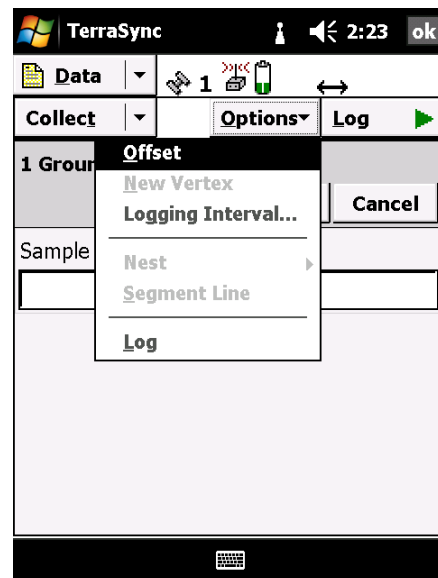 TerraSync 2:23 ok
Data 1
Collect Options Log
1 Groun
Offset
New Vertex
Logging Interval...
Cancel
Sample
Nest
Segment Line
Log